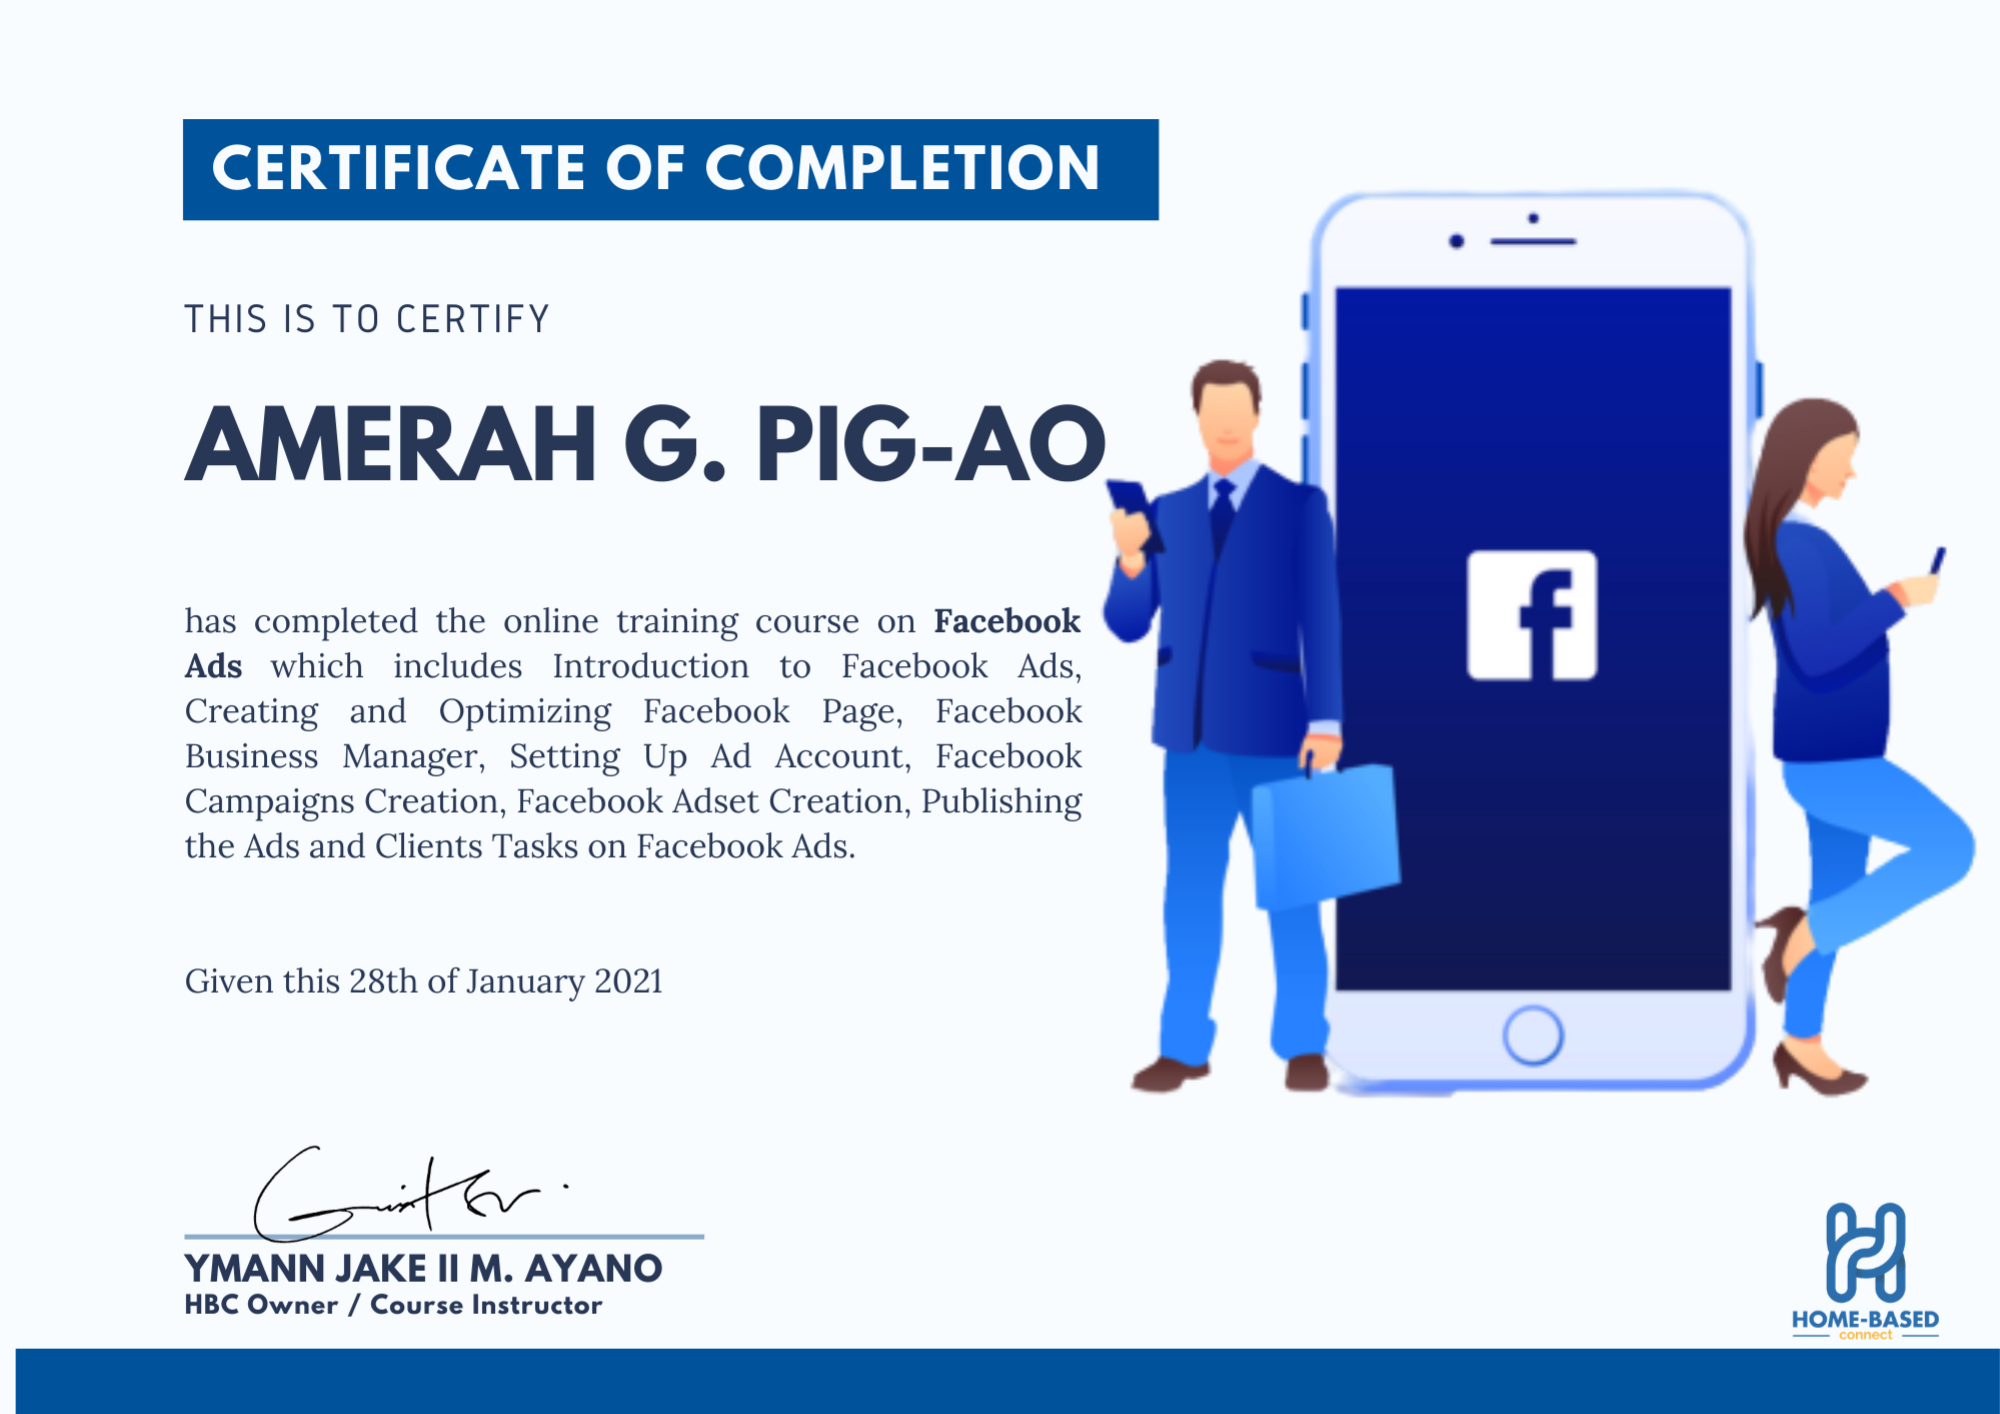 CERTIFICATE OF COMPLETION
THIS IS TO CERTIFY
AMERAH G. PIG-AO
has completed the online training course on Facebook
Ads which includes Introduction to Facebook Ads,
Creating and Optimizing Facebook Page, Facebook
Business Manager, Setting Up Ad Account, Facebook
Campaigns Creation, Facebook Adset Creation, Publishing
the Ads and Clients Tasks on Facebook Ads.
Given this 28th of January 2021
YMANN JAKE II M. AYANO
HBC Owner / Course Instructor
f
HOME-BASED
connect